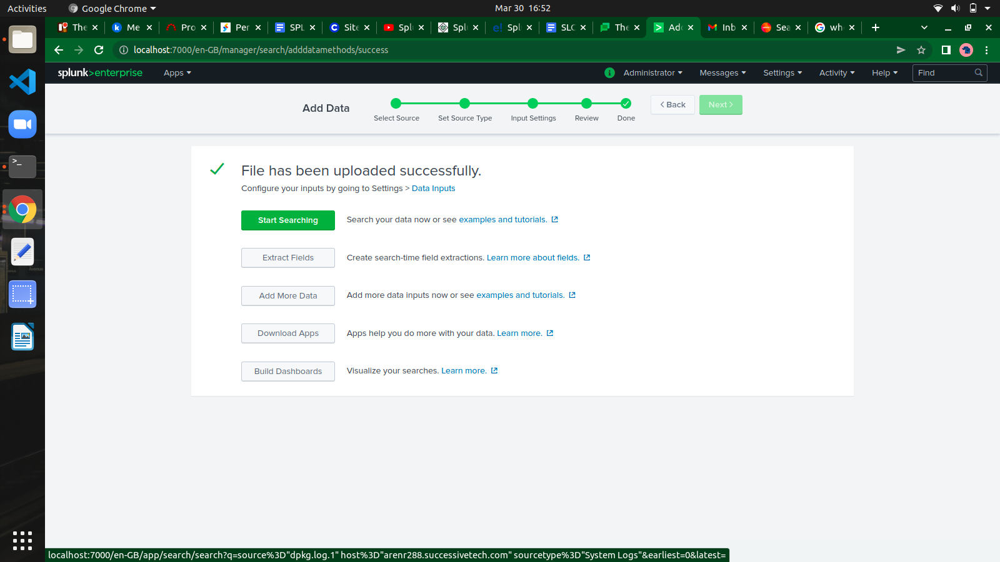 Activities Google Chrome Mar 30 16:52
The Me Pro Per SPL Site Splu Splu Splu SLO The Add Inb Sea wh
localhost:7000/en-GB/manager/search/adddatamethods/success
splunk>enterprise Apps i Administrator Messages Settings Activity Help Find
Add Data Select Source Set Source Type Input Settings Review Done < Back Next >
File has been uploaded successfully.
Configure your inputs by going to Settings > Data Inputs
Start Searching Search your data now or see examples and tutorials.
Extract Fields Create search-time field extractions. Learn more about fields.
Add More Data Add more data inputs now or see examples and tutorials.
Download Apps Apps help you do more with your data. Learn more.
Build Dashboards Visualize your searches. Learn more.
localhost:7000/en-GB/app/search/search?q=source%3D"dpkg.log.1" host%3D"arenr288.successivetech.com" sourcetype%3D"System Logs"&earliest=0&latest=